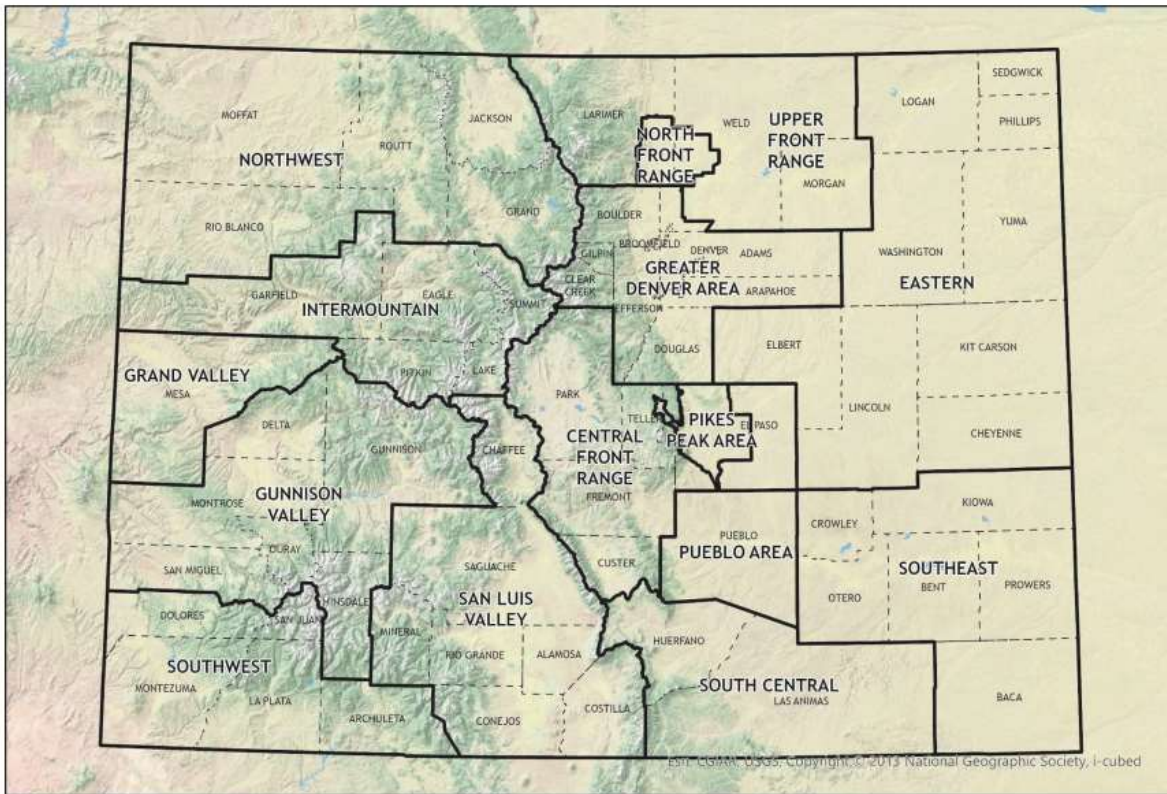 SEDGWICK
LOGAN
MOFFAT
JACKSON
LARIMER
WELD
UPPER
FRONT
RANGE
PHILLIPS
NORTH
FRONT
RANGE
ROUTT
NORTHWEST
MORGAN
GRAND
BOULDER
RIO BLANCO
YUMA
BROOMFIELD
DENVER
ADAMS
WASHINGTON
GILPIN
GREATER
DENVER AREA
CLEAR
CREEK
EASTERN
GARFIELD
EAGLE
SUMMIT
ARAPAHOE
INTERMOUNTAIN
JEFFERSON
DOUGLAS
ELBERT
KIT CARSON
GRAND VALLEY
MESA
PITKIN
LAKE
PARK
LINCOLN
DELTA
TELLER
PIKES
PEAK AREA
EL PASO
CHEYENNE
GUNNISON
CHAFFEE
CENTRAL
FRONT
RANGE
GUNNISON
VALLEY
MONTROSE
FREMONT
KIOWA
CROWLEY
PUEBLO
PUEBLO AREA
OURAY
SAN MIGUEL
SAGUACHE
CUSTER
SOUTHEAST
BENT
PROWERS
OTERO
HINSDALE
SAN LUIS
VALLEY
DOLORES
SAN JUAN
MINERAL
HUERFANO
RIO GRANDE
ALAMOSA
SOUTHWEST
MONTEZUMA
LA PLATA
ARCHULETA
CONEJOS
COSTILLA
SOUTH CENTRAL
LAS ANIMAS
BACA
Esri, CGIAR, USGS, Copyright:© 2013 National Geographic Society, i-cubed